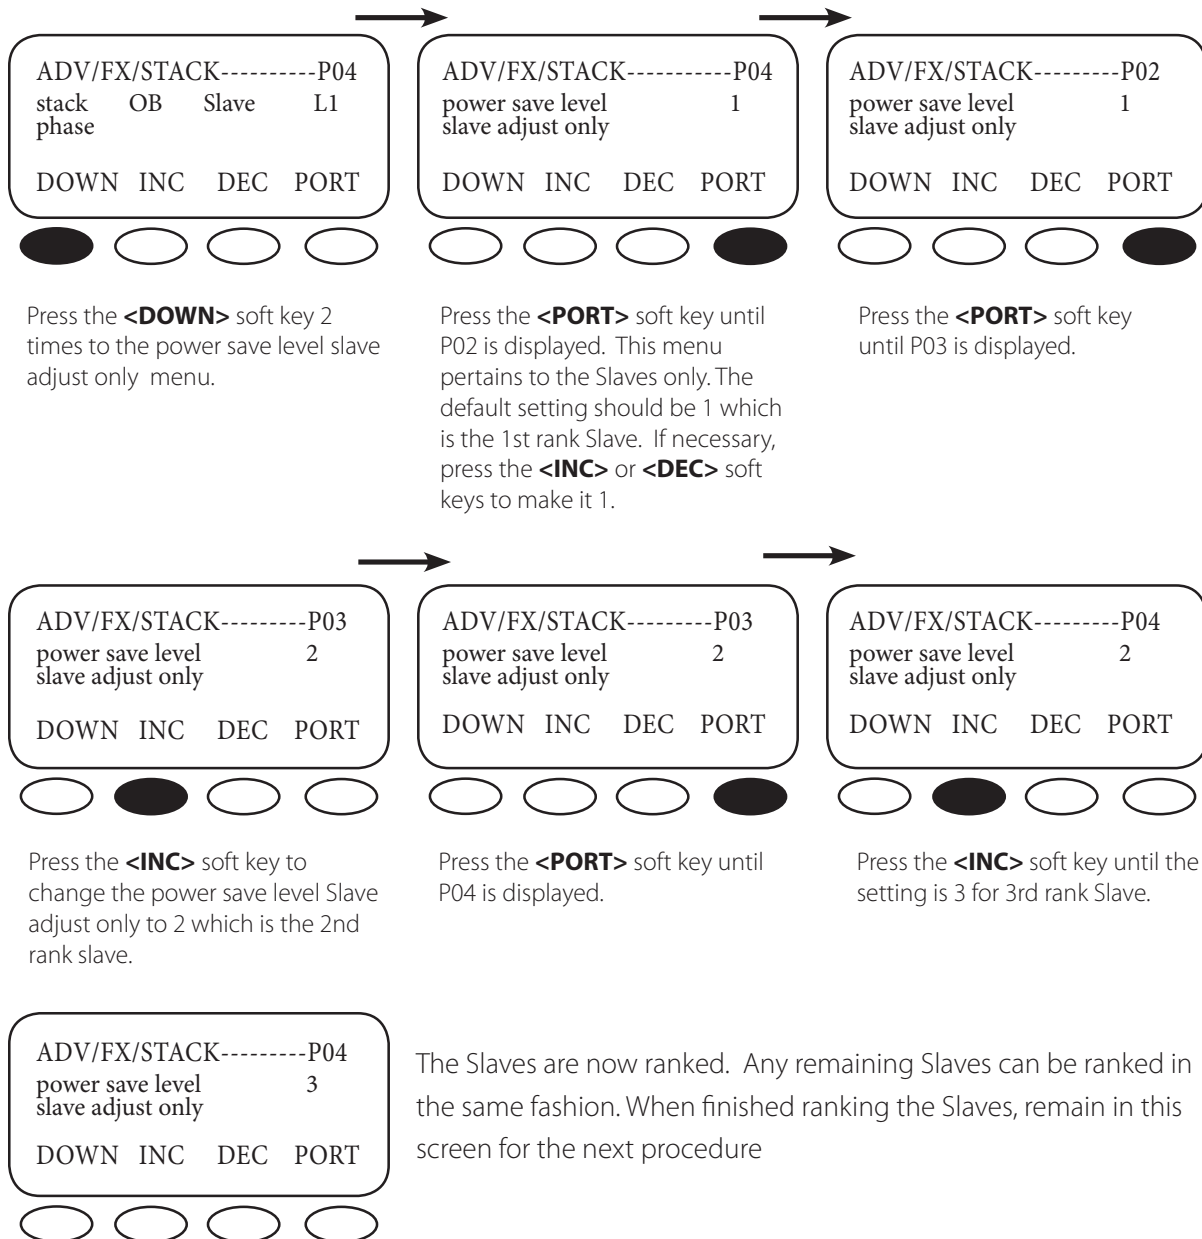 ADV/FX/STACK----------P04
stack OB Slave L1
phase
DOWN INC DEC PORT
Press the <DOWN> soft key 2
times to the power save level slave
adjust only menu.
ADV/FX/STACK-----------P04
power save level 1
slave adjust only
DOWN INC DEC PORT
Press the <PORT> soft key until
P02 is displayed. This menu
pertains to the Slaves only. The
default setting should be 1 which
is the 1st rank Slave. If necessary,
press the <INC> or <DEC> soft
keys to make it 1.
ADV/FX/STACK---------P02
power save level 1
slave adjust only
DOWN INC DEC PORT
Press the <PORT> soft key
until P03 is displayed.
ADV/FX/STACK---------P03
power save level 2
slave adjust only
DOWN INC DEC PORT
Press the <INC> soft key to
change the power save level Slave
adjust only to 2 which is the 2nd
rank slave.
ADV/FX/STACK---------P03
power save level 2
slave adjust only
DOWN INC DEC PORT
Press the <PORT> soft key until
P04 is displayed.
ADV/FX/STACK---------P04
power save level 2
slave adjust only
DOWN INC DEC PORT
Press the <INC> soft key until the
setting is 3 for 3rd rank Slave.
ADV/FX/STACK---------P04
power save level 3
slave adjust only
DOWN INC DEC PORT
The Slaves are now ranked. Any remaining Slaves can be ranked in
the same fashion. When finished ranking the Slaves, remain in this
screen for the next procedure